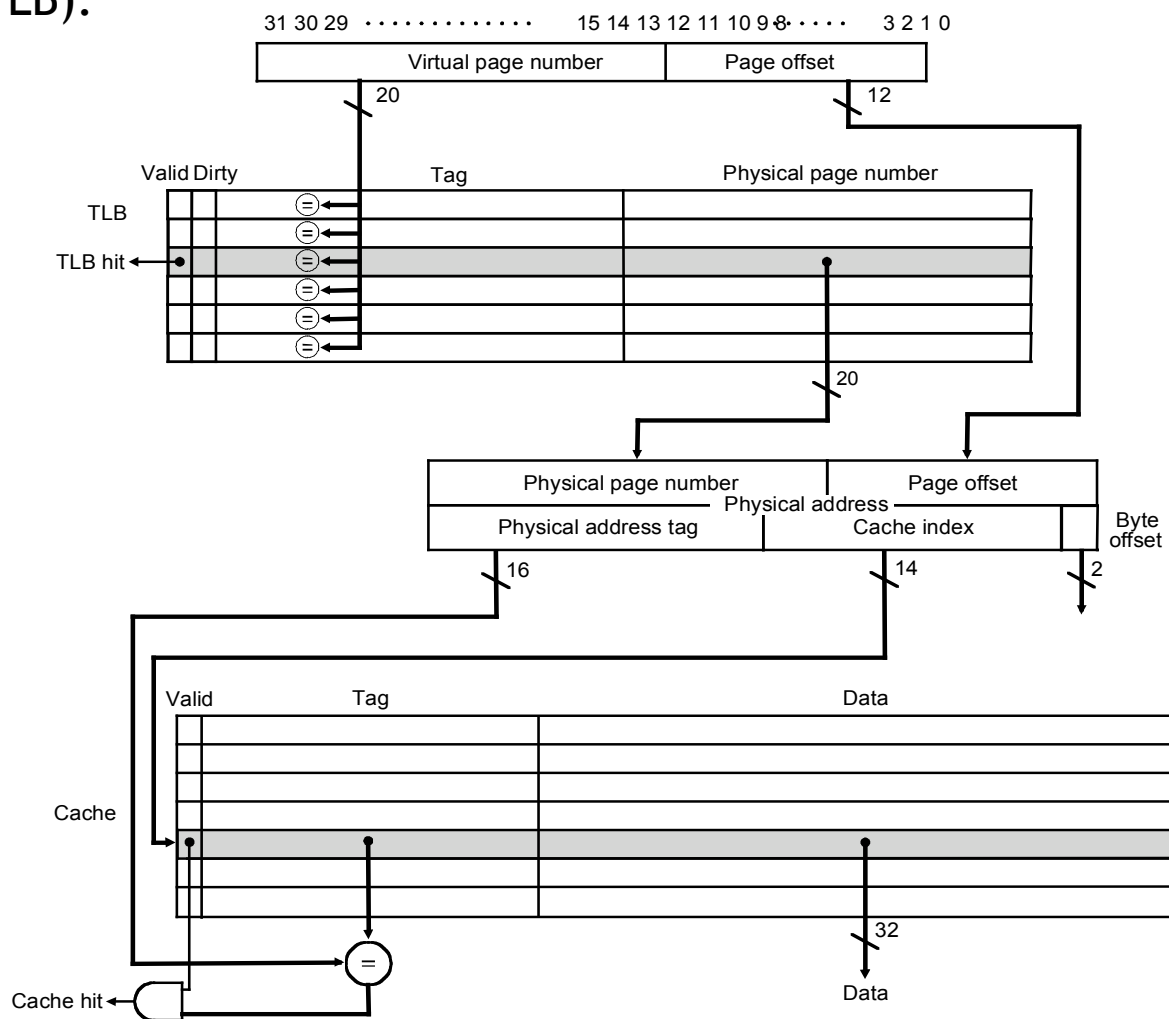 LB):
31 30 29 ············· 15 14 13 12 11 10 9 8 ······ 3 2 1 0
Virtual page number Page offset
20 12
Valid Dirty Tag Physical page number
TLB
=
=
TLB hit =
=
=
=
20
Physical page number Page offset
Physical address
Physical address tag Cache index Byte
offset
16 14 2
Valid Tag Data
Cache
32
=
Cache hit Data